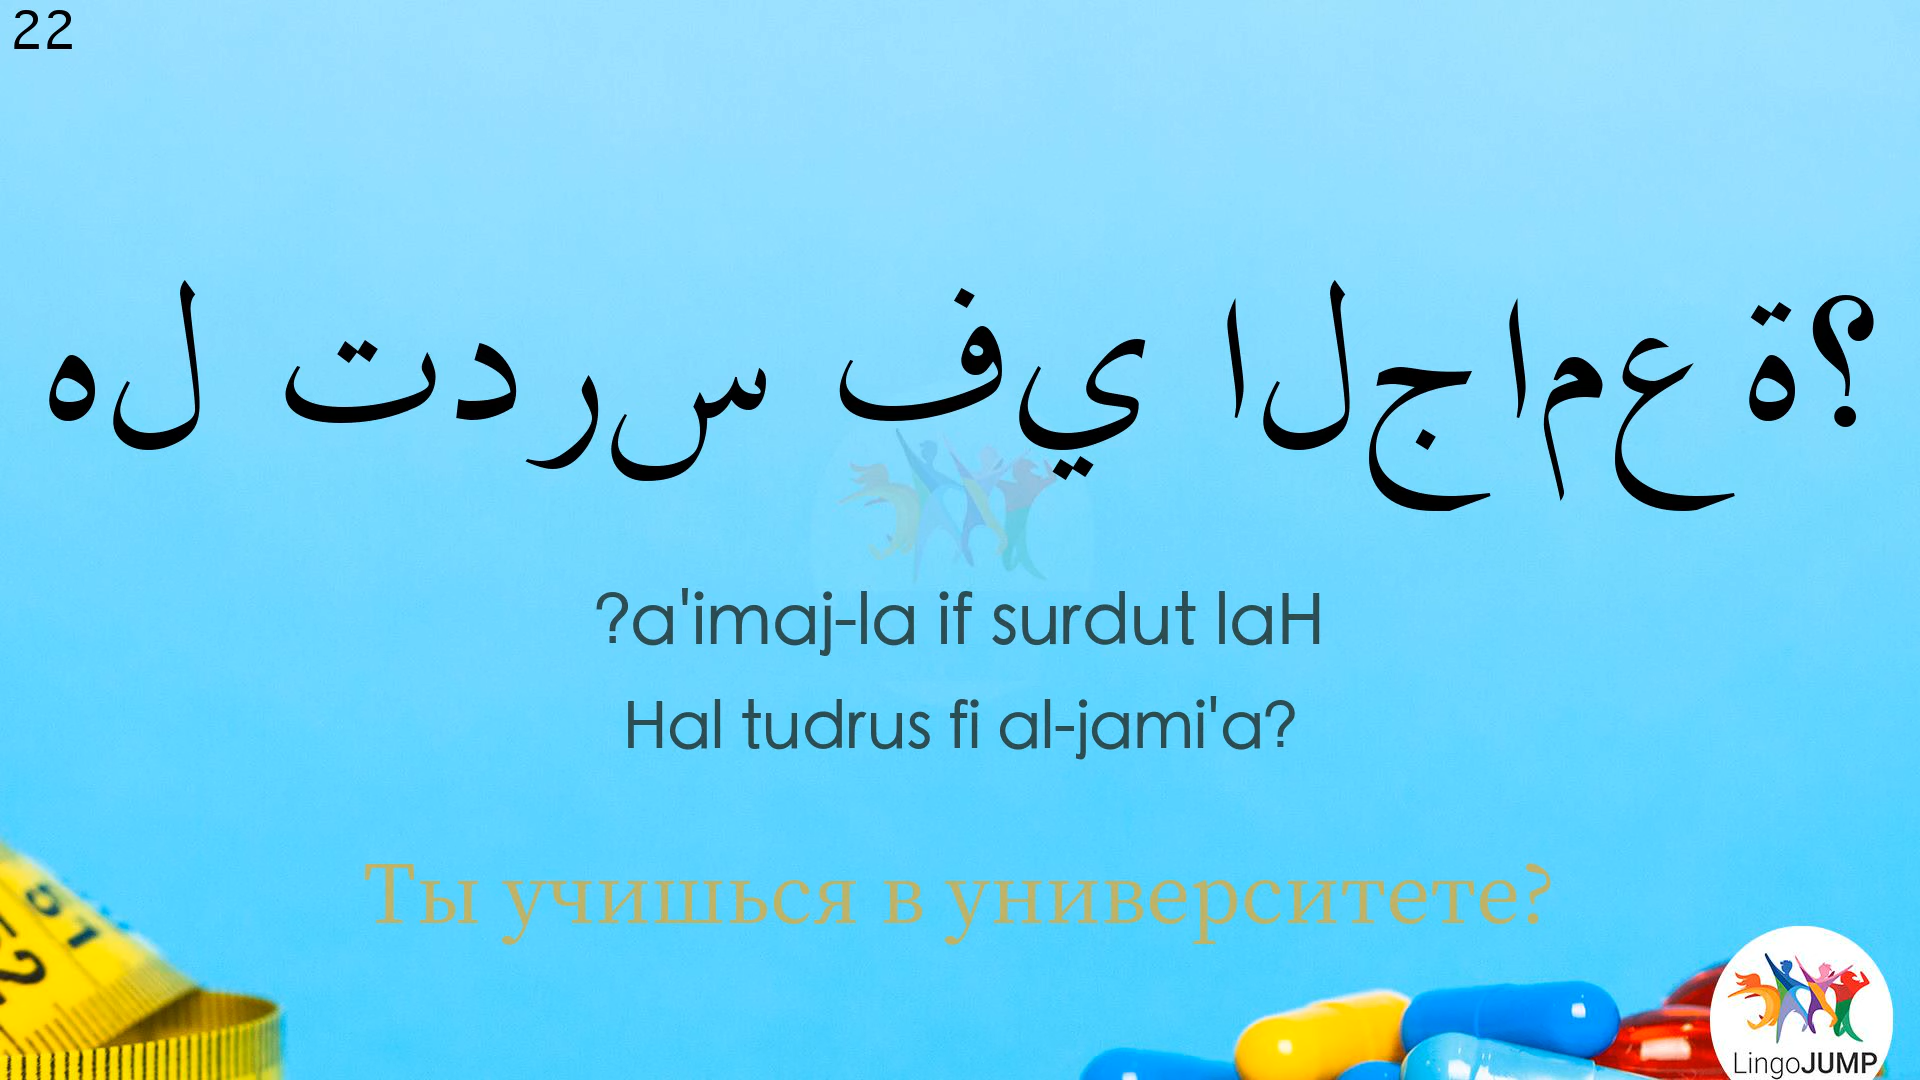 22
هل تدرس في الجامعة؟
?a'imaj-la if surdut laH
Hal tudrus fi al-jami'a?
Ты учишься в университете?
LingoJUMP